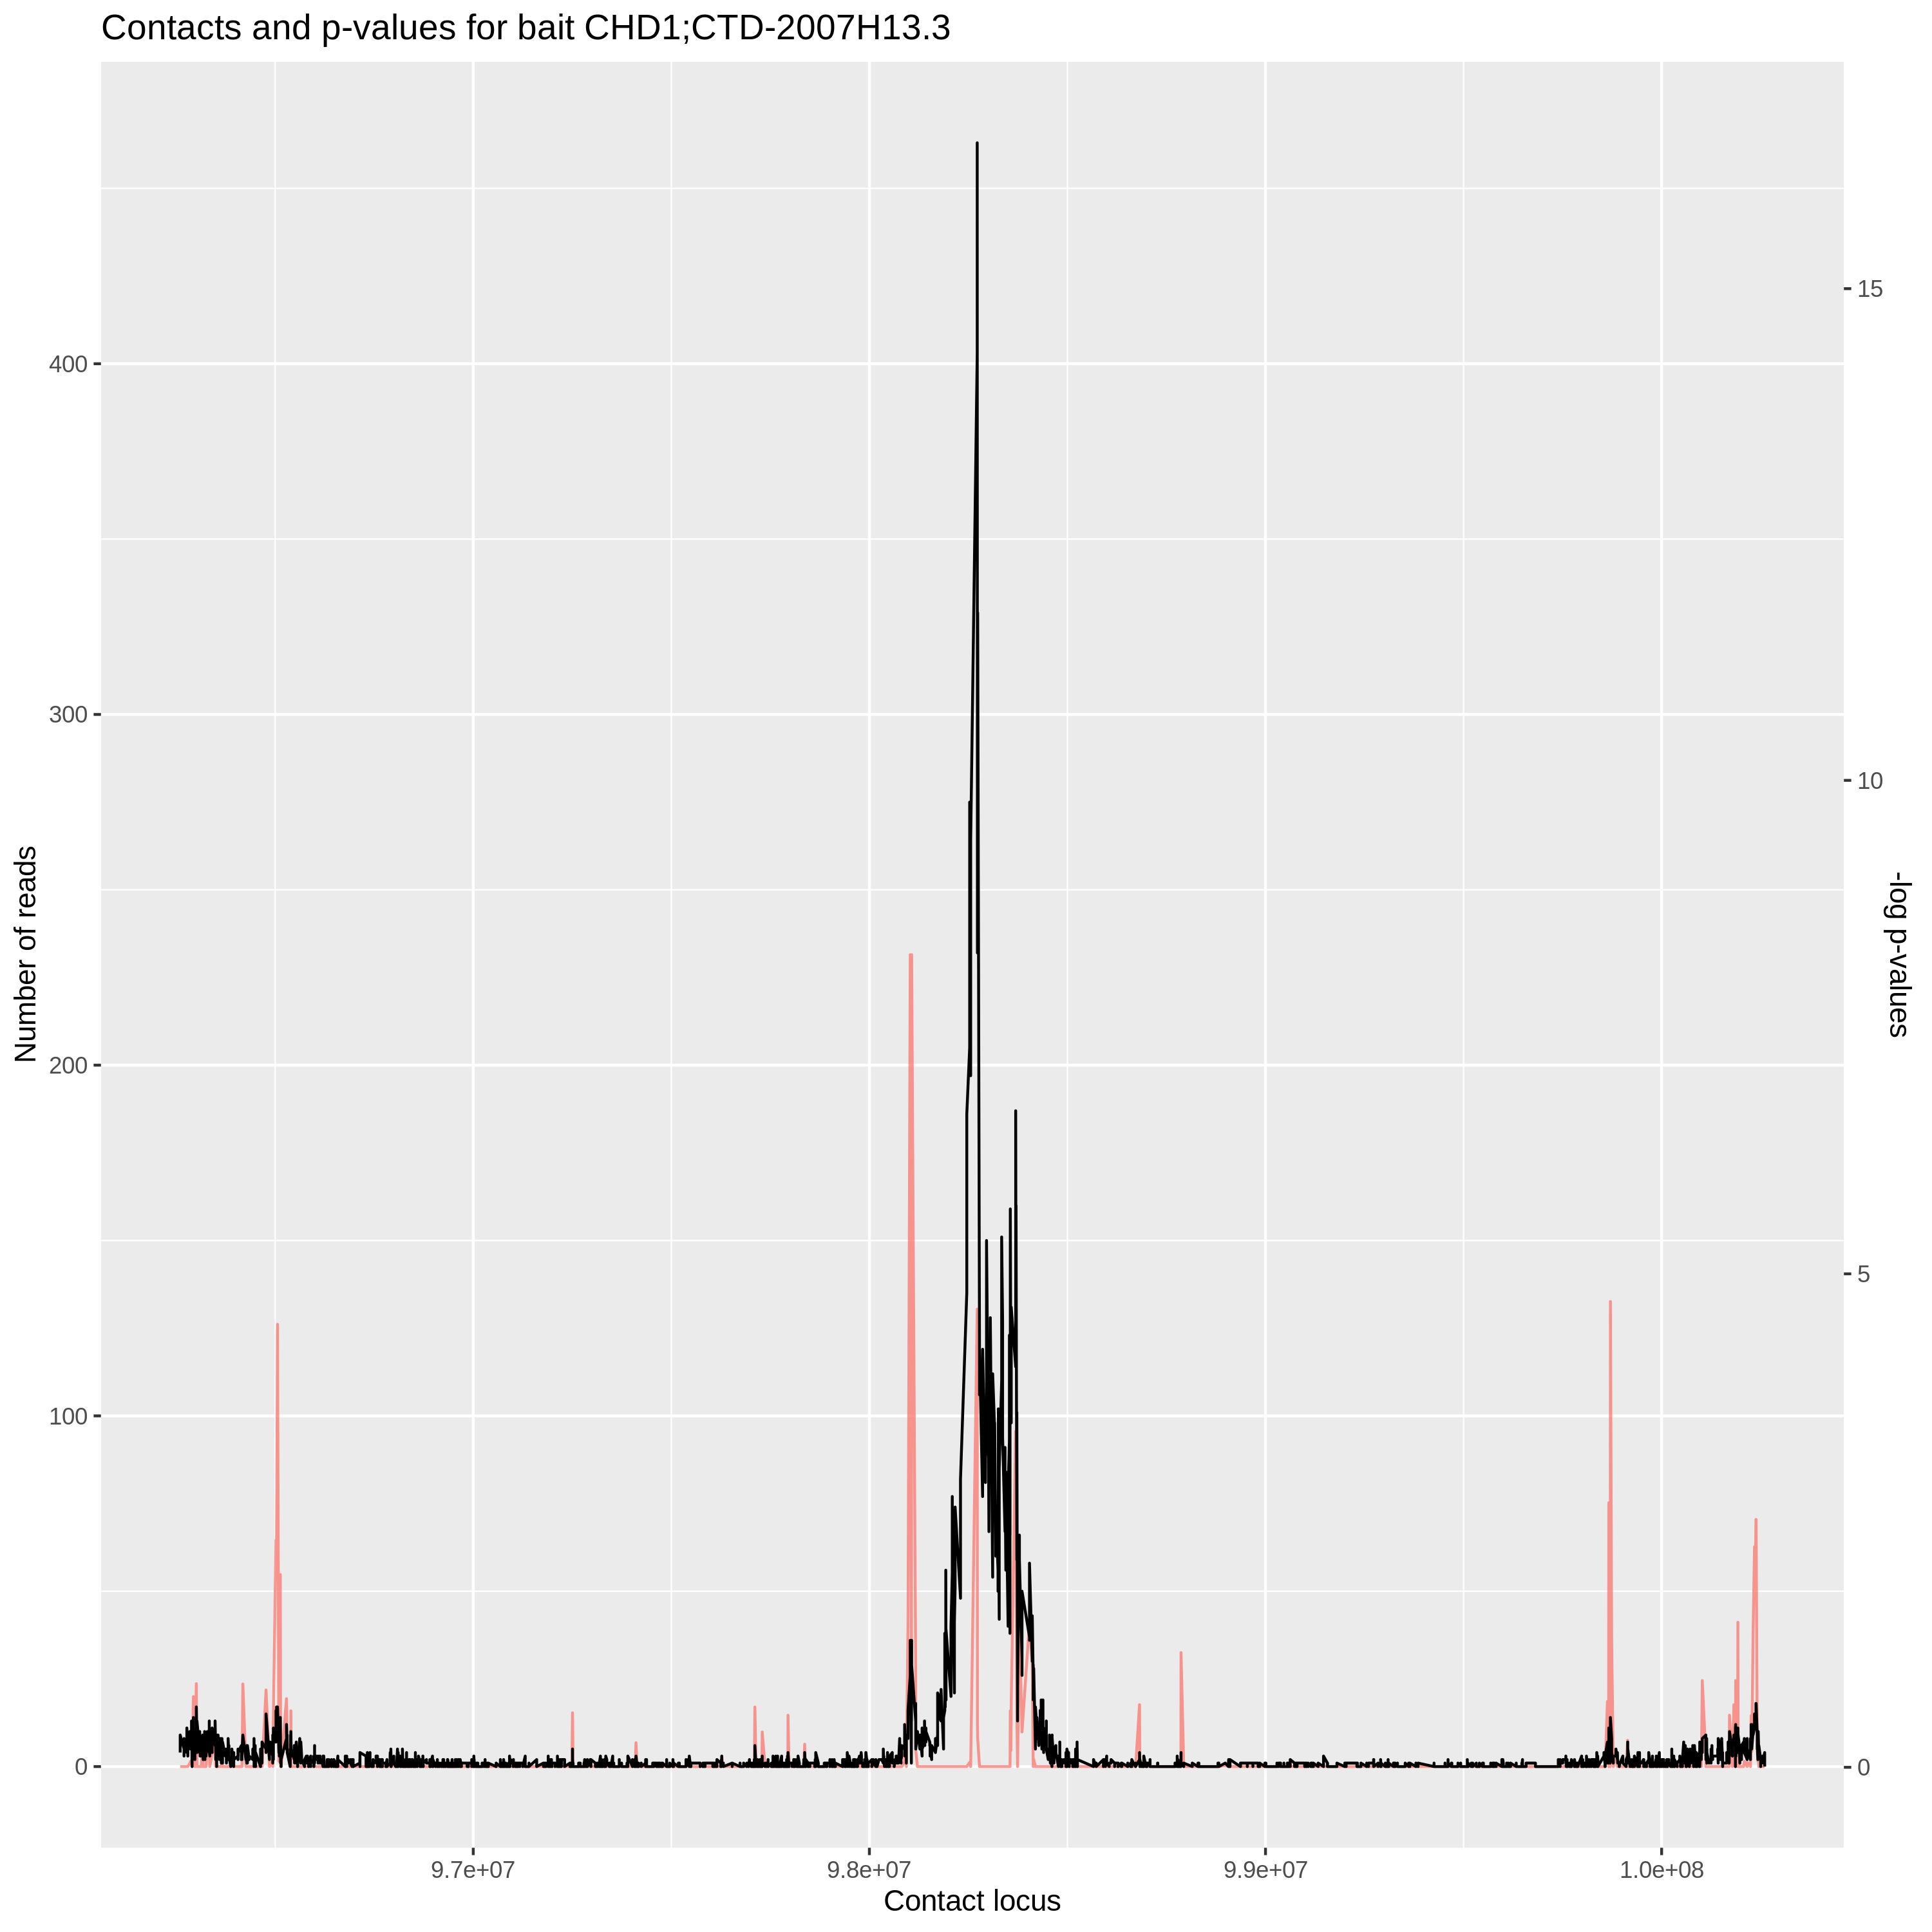 Contacts and p-values for bait CHD1;CTD-2007H13.3
Number of reads
400
300
200
100
0
15
10
5
0
-log p-values
9.7e+07 9.8e+07 9.9e+07 1.0e+08
Contact locus